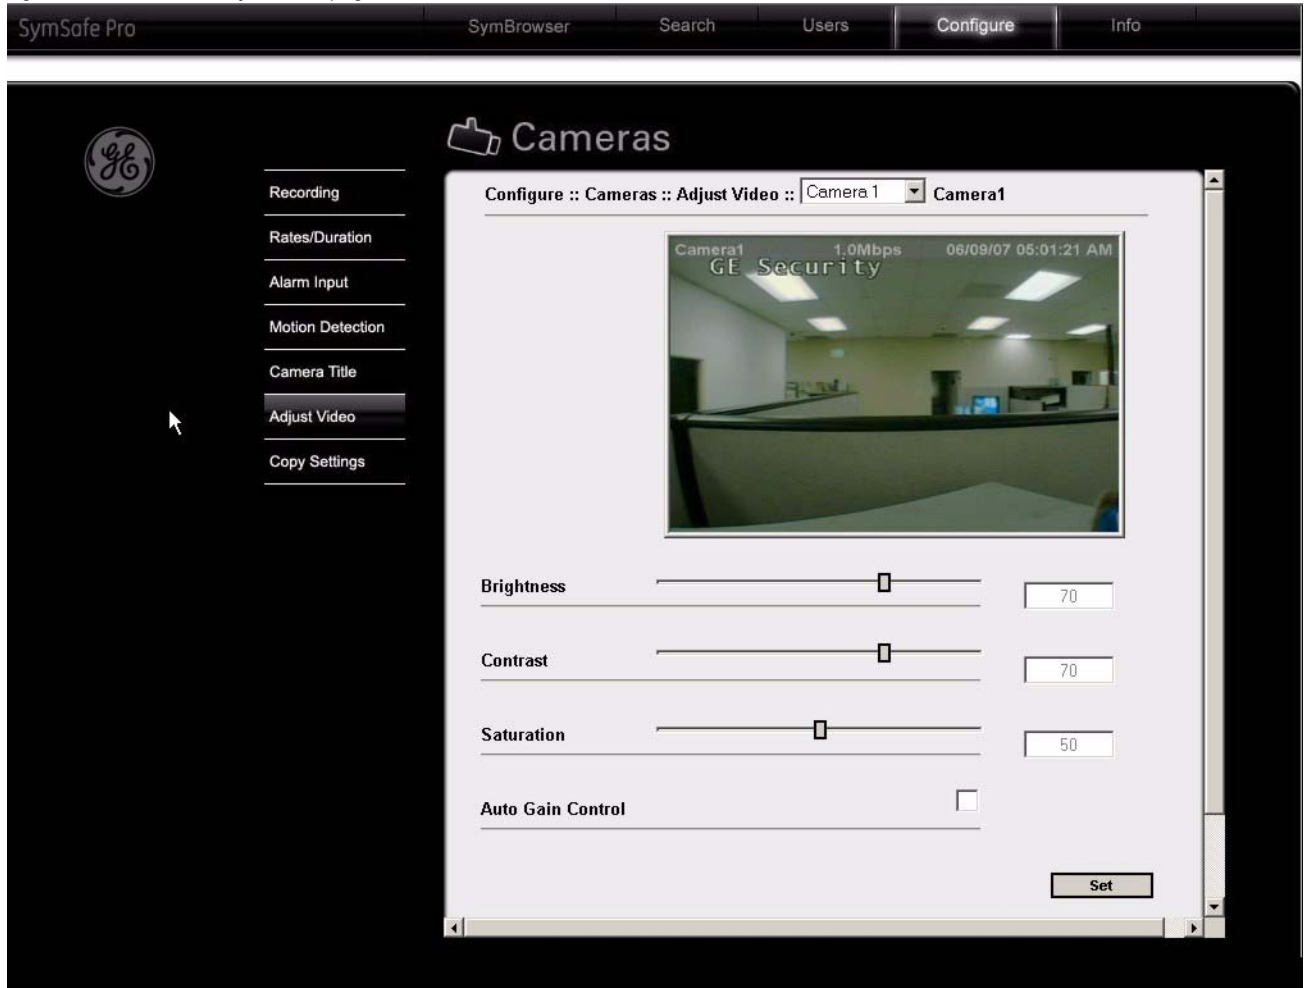 SymSafe Pro
SymBrowser
Search
Users
Configure
Info
GE
Cameras
Recording
Rates/Duration
Alarm Input
Motion Detection
Camera Title
Adjust Video
Copy Settings
Configure :: Cameras :: Adjust Video :: Camera 1 Camera1
Camera1 1.0Mbps 06/09/07 05:01:21 AM
GE Security
Brightness 70
Contrast 70
Saturation 50
Auto Gain Control
Set